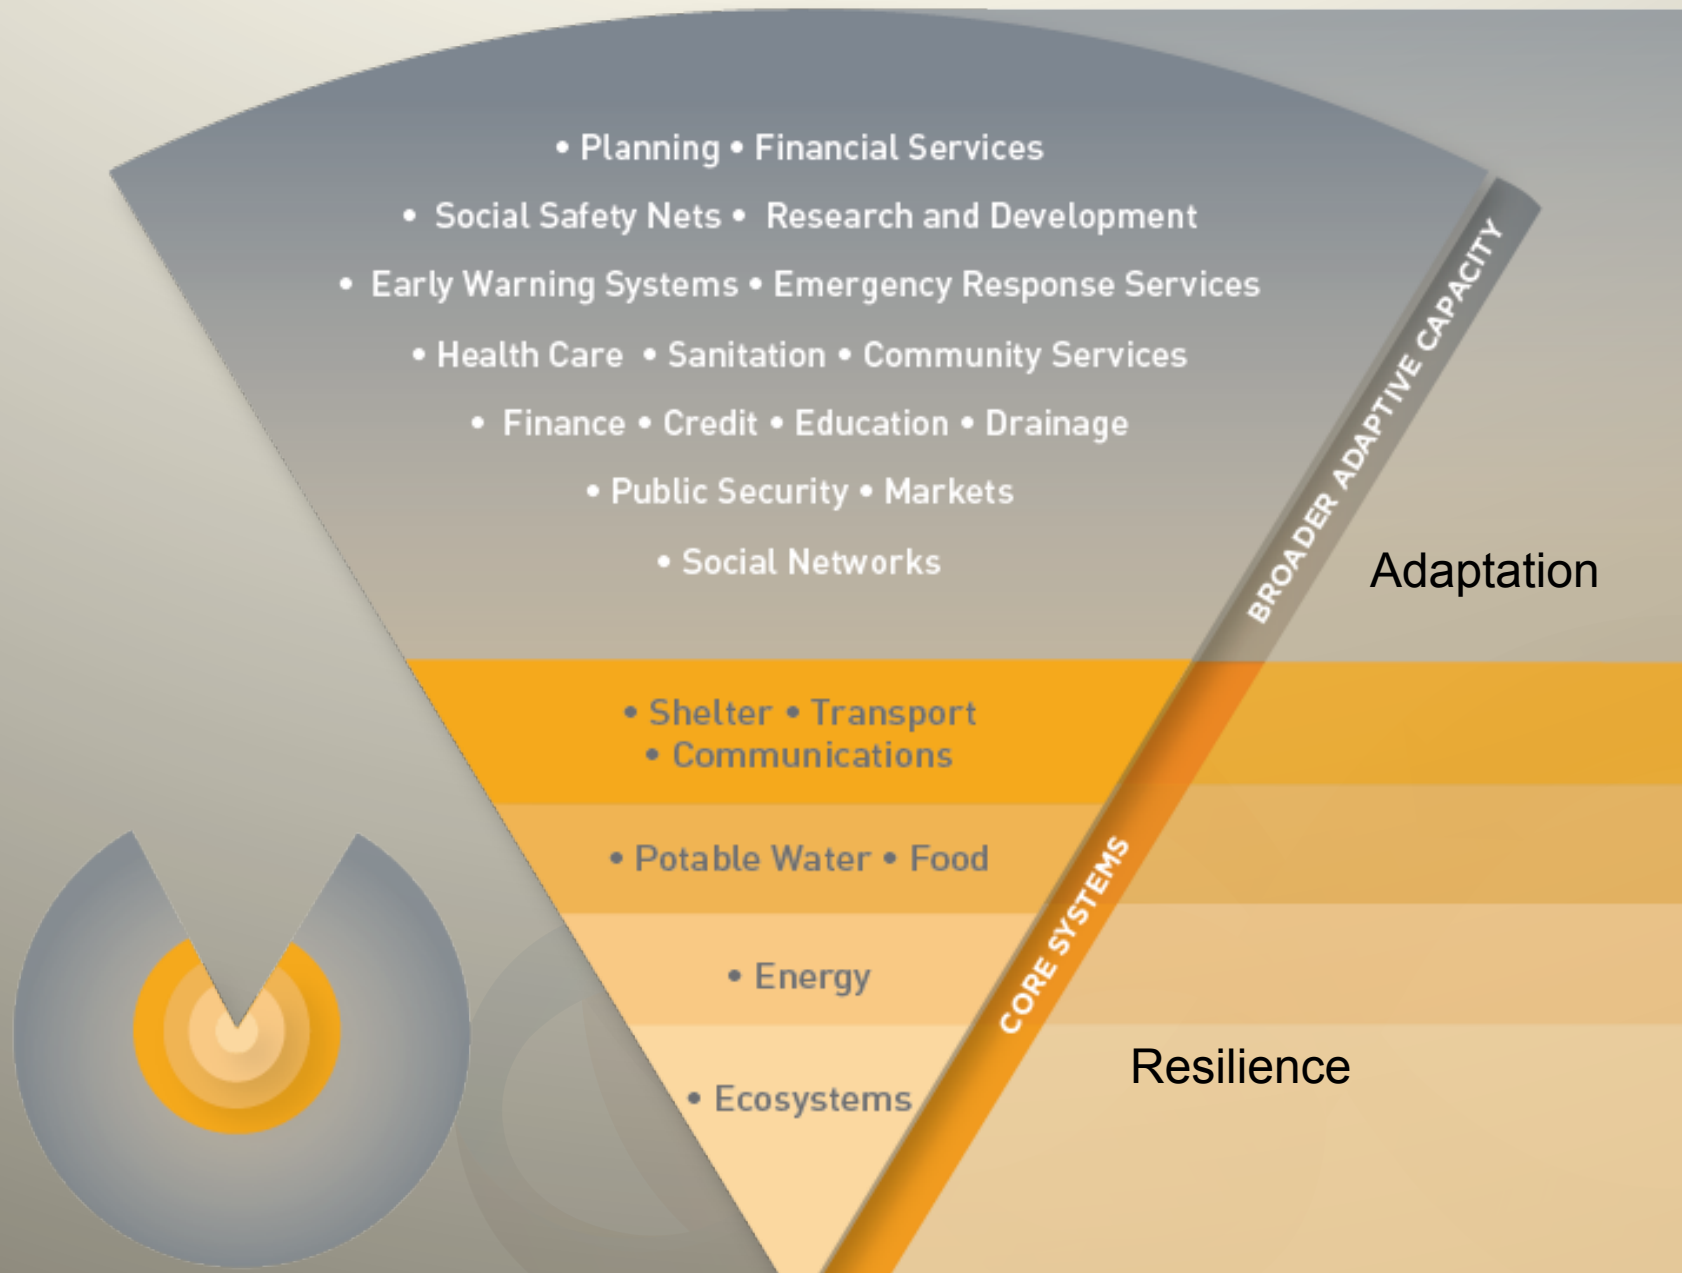 • Planning • Financial Services
• Social Safety Nets • Research and Development
• Early Warning Systems • Emergency Response Services
• Health Care • Sanitation • Community Services
• Finance • Credit • Education • Drainage
• Public Security • Markets
• Social Networks
BROADER ADAPTIVE CAPACITY
Adaptation
• Shelter • Transport
• Communications
• Potable Water • Food
• Energy
• Ecosystems
CORE SYSTEMS
Resilience